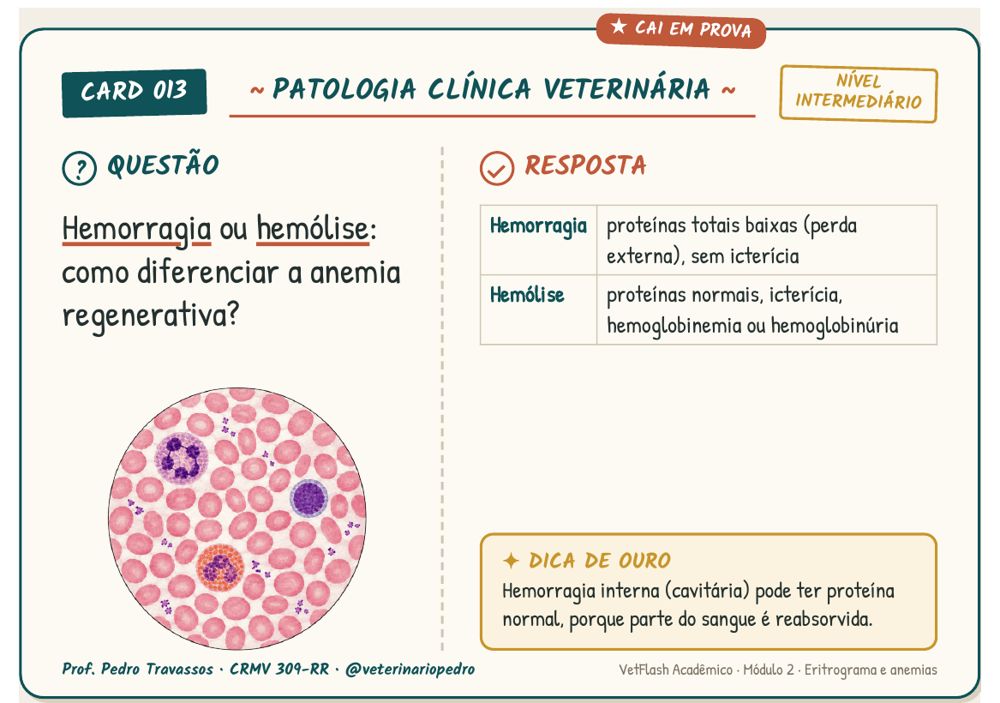 ★ CAI EM PROVA
CARD 013
~ PATOLOGIA CLÍNICA VETERINÁRIA ~
NÍVEL
INTERMEDIÁRIO
? QUESTÃO
Hemorragia ou hemólise:
como diferenciar a anemia
regenerativa?
RESPOSTA
Hemorragia
proteínas totais baixas (perda
externa), sem icterícia
Hemólise
proteínas normais, icterícia,
hemoglobinemia ou hemoglobinúria
✦ DICA DE OURO
Hemorragia interna (cavitária) pode ter proteína
normal, porque parte do sangue é reabsorvida.
Prof. Pedro Travassos · CRMV 309-RR · @veterinariopedro
VetFlash Acadêmico · Módulo 2 · Eritrograma e anemias